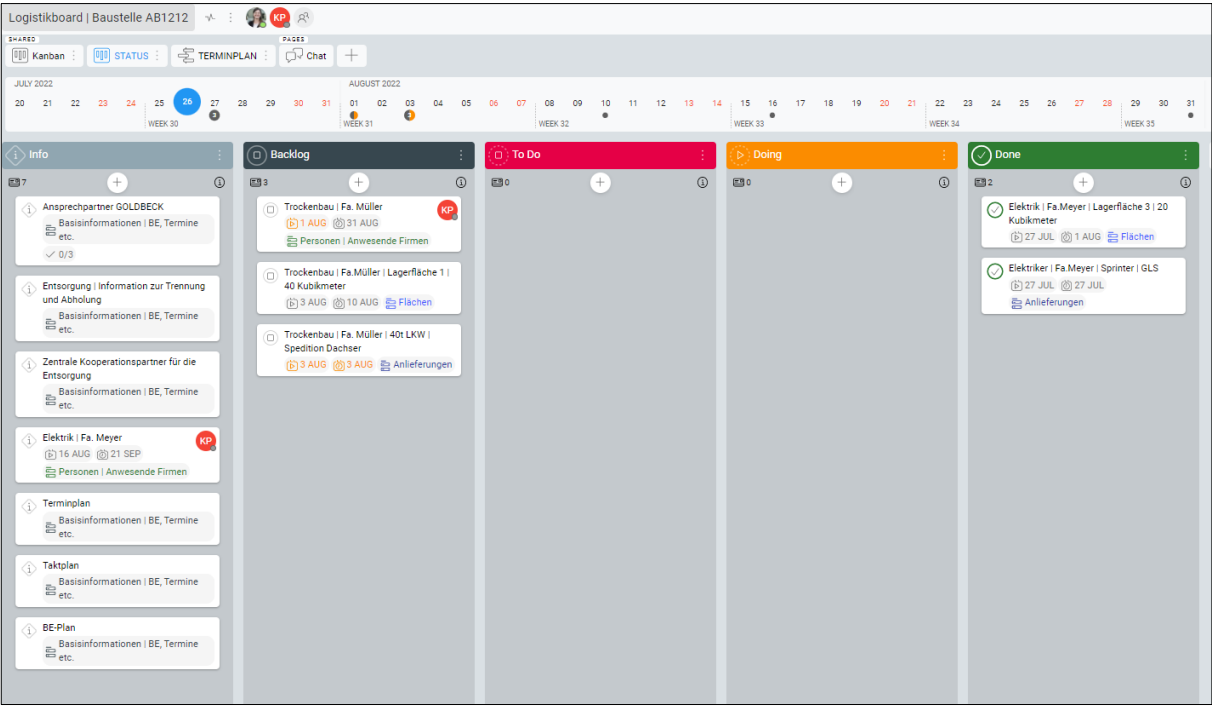 Logistikboard | Baustelle AB1212
KP
SHARED
PAGES
Kanban
STATUS
TERMINPLAN
Chat
JULY 2022
AUGUST 2022
20 21 22 23 24 25 26 27 28 29 30 31 01 02 03 04 05 06 07 08 09 10 11 12 13 14 15 16 17 18 19 20 21 22 23 24 25 26 27 28 29 30 31
3 3
WEEK 30 WEEK 31 WEEK 32 WEEK 33 WEEK 34 WEEK 35
Info
7
Ansprechpartner GOLDBECK
Basisinformationen | BE, Termine
etc.
0/3
Entsorgung | Information zur Trennung
und Abholung
Basisinformationen | BE, Termine
etc.
Zentrale Kooperationspartner für die
Entsorgung
Basisinformationen | BE, Termine
etc.
Elektrik | Fa. Meyer
KP
16 AUG 21 SEP
Personen | Anwesende Firmen
Terminplan
Basisinformationen | BE, Termine
etc.
Taktplan
Basisinformationen | BE, Termine
etc.
BE-Plan
Basisinformationen | BE, Termine
etc.
Backlog
3
Trockenbau | Fa. Müller
KP
1 AUG 31 AUG
Personen | Anwesende Firmen
Trockenbau | Fa.Müller | Lagerfläche 1 |
40 Kubikmeter
3 AUG 10 AUG Flächen
Trockenbau | Fa. Müller | 40t LKW |
Spedition Dachser
3 AUG 3 AUG Anlieferungen
To Do
0
Doing
0
Done
2
Elektrik | Fa.Meyer | Lagerfläche 3 | 20
Kubikmeter
27 JUL 1 AUG Flächen
Elektriker | Fa.Meyer | Sprinter | GLS
27 JUL 27 JUL
Anlieferungen